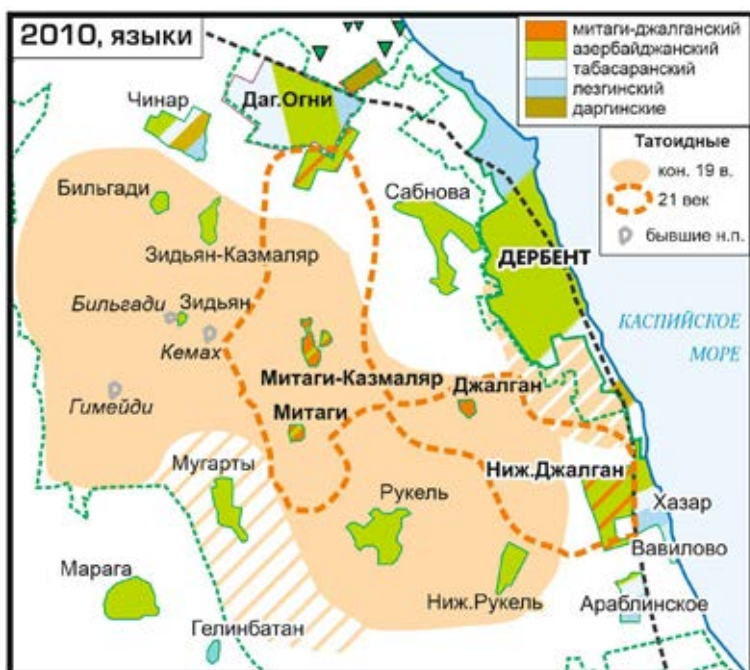 2010, языки
митаги-джалганский
азербайджанский
табасаранский
лезгинский
даргинские
Татоидные
кон. 19 в.
21 век
бывшие н.п.
Чинар
Даг.Огни
Бильгади
Сабнова
Зидьян-Казмаляр
ДЕРБЕНТ
Бильгади
Зидьян
Кемах
КАСПИЙСКОЕ
МОРЕ
Митаги-Казмаляр
Джалган
Гимейди
Митаги
Мугарты
Ниж.Джалган
Рукель
Хазар
Вавилово
Марага
Ниж.Рукель
Араблинское
Гелинбатан